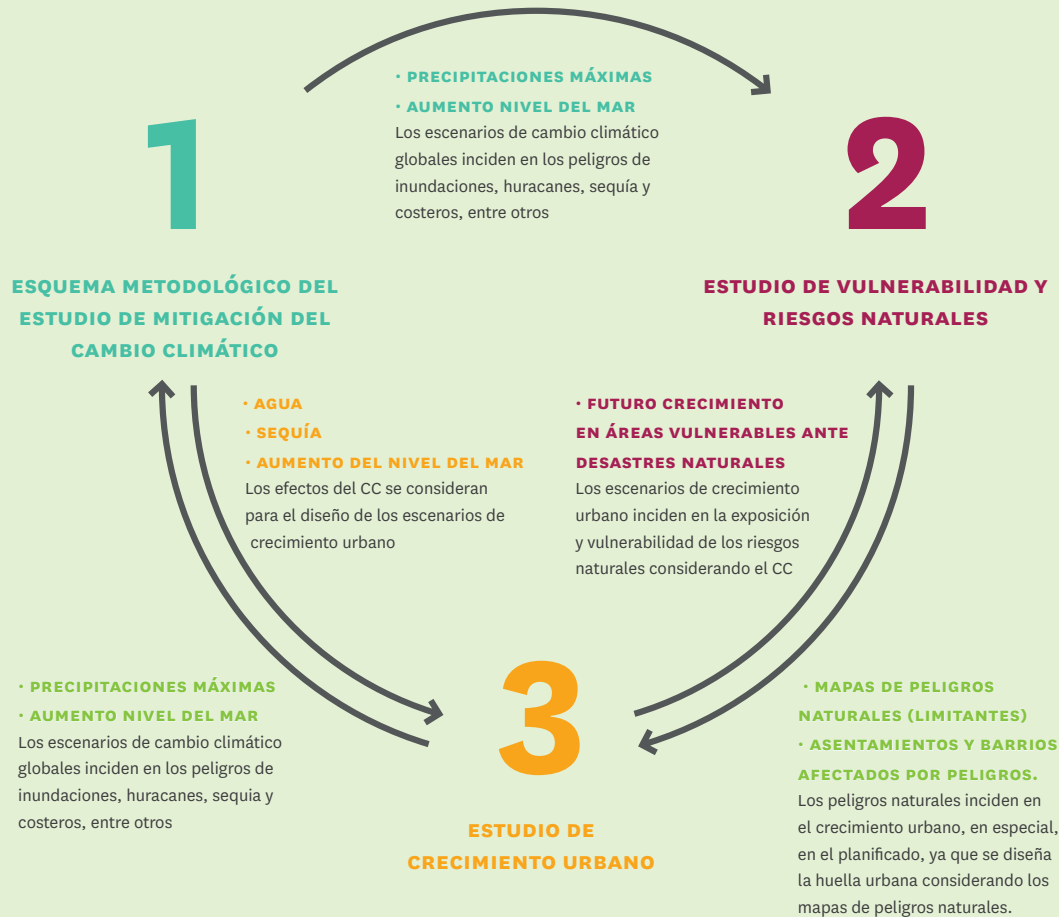 · PRECIPITACIONES MÁXIMAS
· AUMENTO NIVEL DEL MAR
Los escenarios de cambio climático
globales inciden en los peligros de
inundaciones, huracanes, sequía y
costeros, entre otros
1
ESQUEMA METODOLÓGICO DEL
ESTUDIO DE MITIGACIÓN DEL
CAMBIO CLIMÁTICO
2
ESTUDIO DE VULNERABILIDAD Y
RIESGOS NATURALES
· AGUA
· SEQUÍA
· AUMENTO DEL NIVEL DEL MAR
Los efectos del CC se consideran
para el diseño de los escenarios de
crecimiento urbano
· FUTURO CRECIMIENTO
EN ÁREAS VULNERABLES ANTE
DESASTRES NATURALES
Los escenarios de crecimiento
urbano inciden en la exposición
y vulnerabilidad de los riesgos
naturales considerando el CC
· PRECIPITACIONES MÁXIMAS
· AUMENTO NIVEL DEL MAR
Los escenarios de cambio climático
globales inciden en los peligros de
inundaciones, huracanes, sequia y
costeros, entre otros
3
ESTUDIO DE
CRECIMIENTO URBANO
· MAPAS DE PELIGROS
NATURALES (LIMITANTES)
· ASENTAMIENTOS Y BARRIOS
AFECTADOS POR PELIGROS.
Los peligros naturales inciden en
el crecimiento urbano, en especial,
en el planificado, ya que se diseña
la huella urbana considerando los
mapas de peligros naturales.